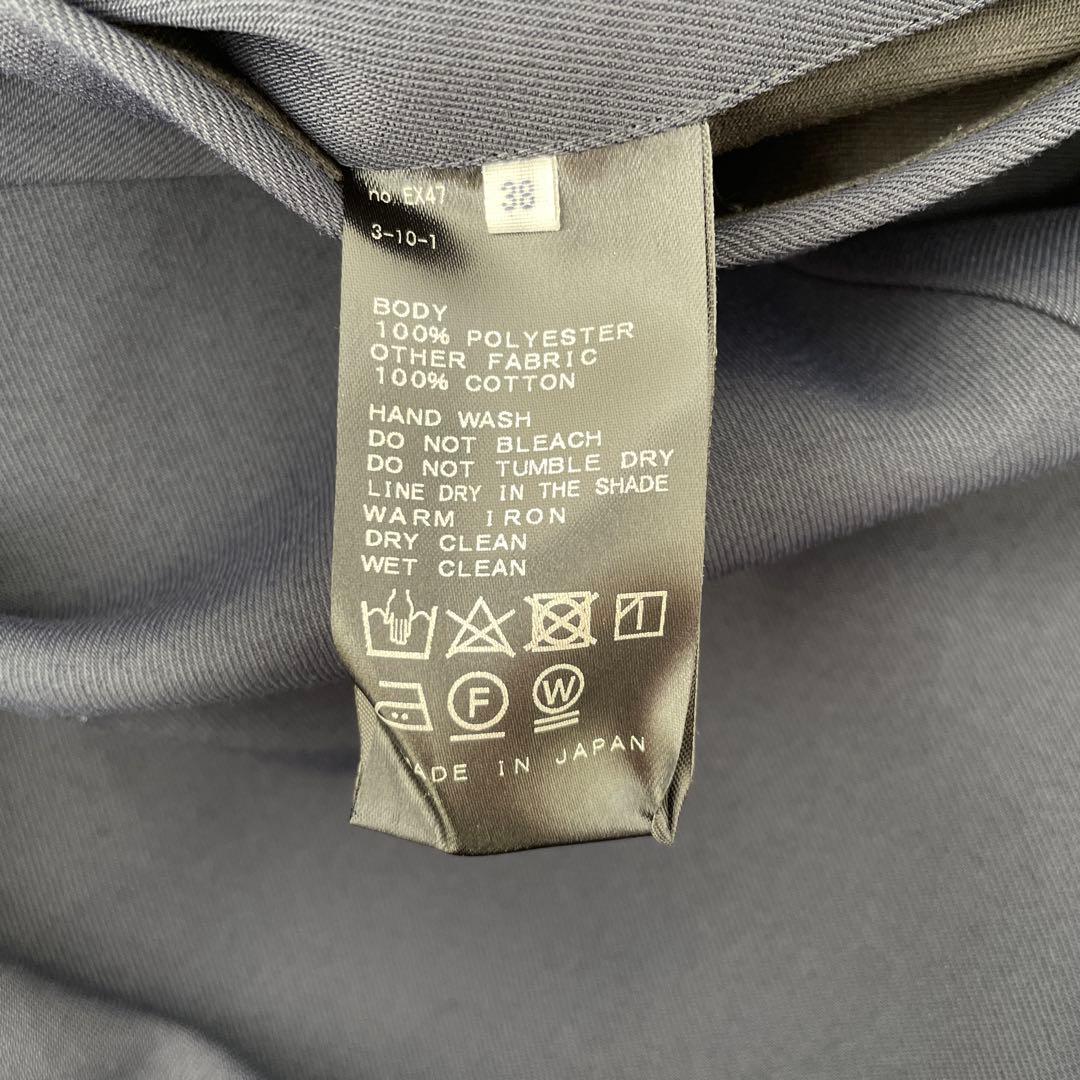 no. EX47
38
3-10-1
BODY
100% POLYESTER
OTHER FABRIC
100% COTTON
HAND WASH
DO NOT BLEACH
DO NOT TUMBLE DRY
LINE DRY IN THE SHADE
WARM IRON
DRY CLEAN
WET CLEAN
F W
MADE IN JAPAN